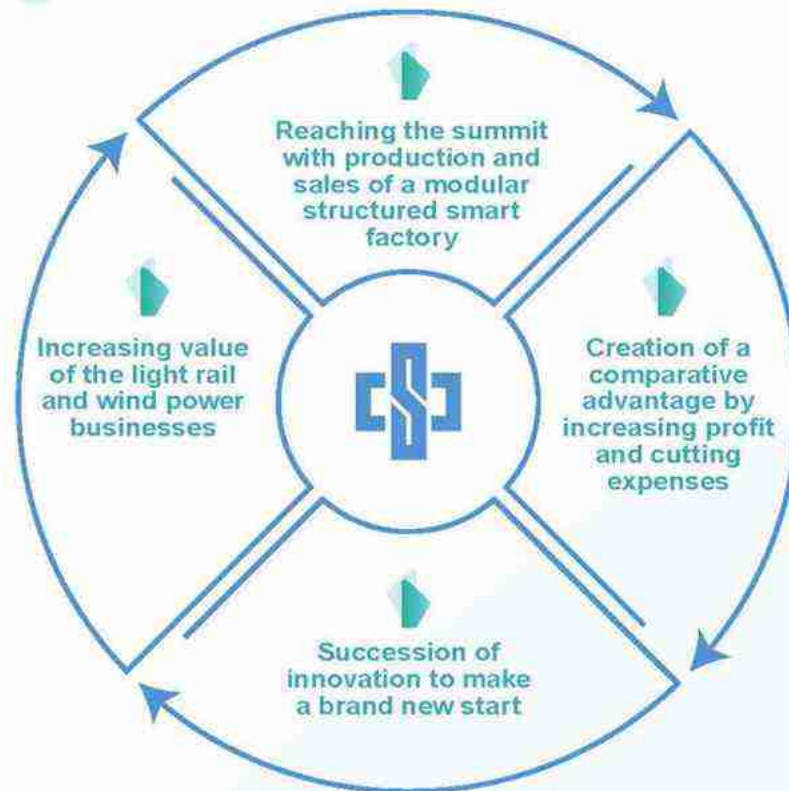 Reaching the summit
with production and
sales of a modular
structured smart
factory
Increasing value
of the light rail
and wind power
businesses
Creation of a
comparative
advantage by
increasing profit
and cutting
expenses
Succession of
innovation to make
a brand new start